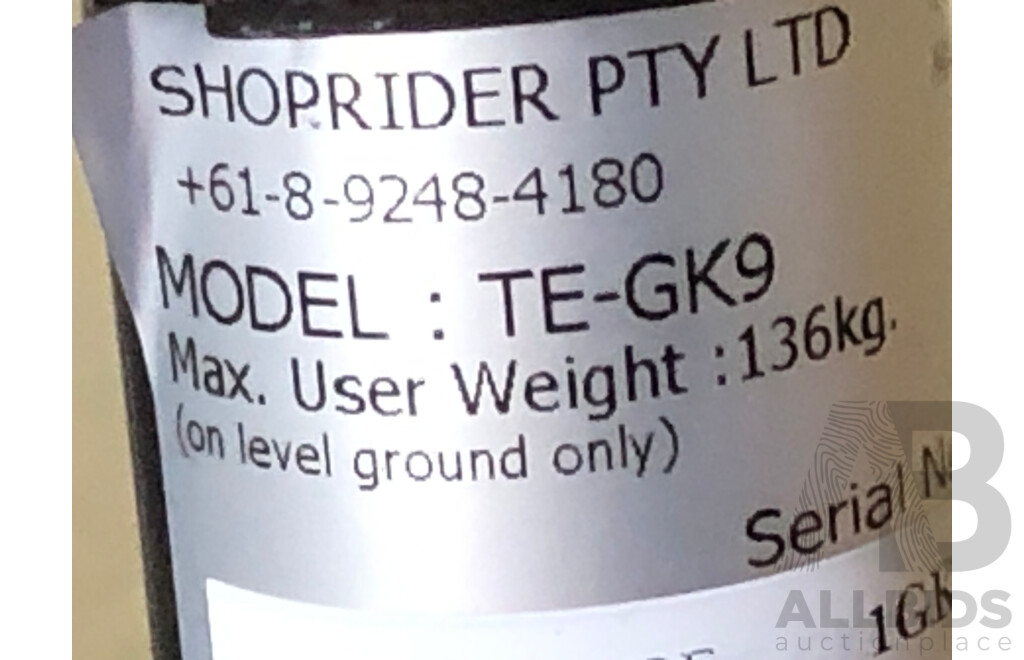 SHOPRIDER PTY LTD
+61-8-9248-4180
MODEL : TE-GK9
Max. User Weight :136kg.
(on level ground only)
Serial
ALLBIDS
auctionplace